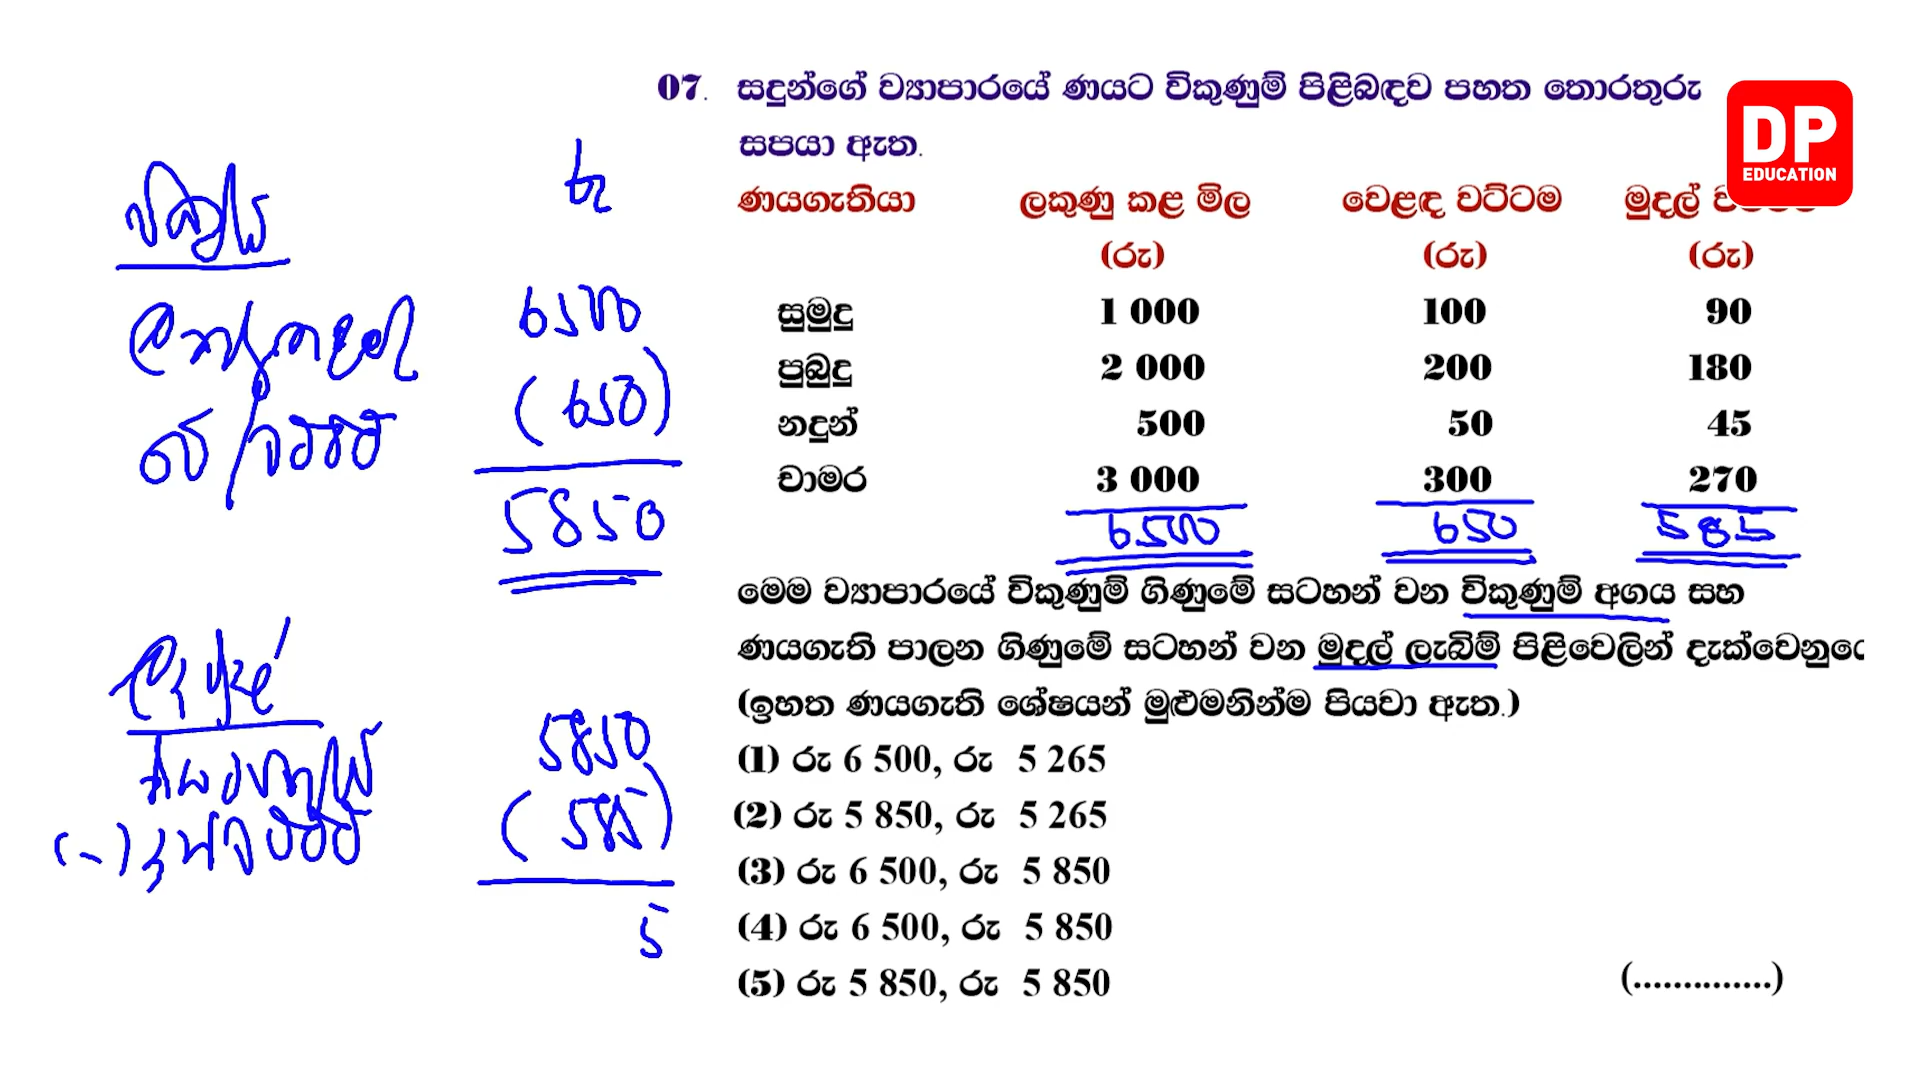 07. සදුන්ගේ ව්‍යාපාරයේ ණයට විකුණුම් පිළිබඳව පහත තොරතුරු
සපයා ඇත.
DP
EDUCATION
ණයගැතියා ලකුණු කළ මිල වෙළඳ වට්ටම මුදල්
(රු) (රු) (රු)
සුමුදු 1 000 100 90
ප්‍රබුදු 2 000 200 180
නදුන් 500 50 45
චාමර 3 000 300 270
6500 650 585
මෙම ව්‍යාපාරයේ විකුණුම් ගිණුමේ සටහන් වන විකුණුම් අගය සහ
ණයගැති පාලන ගිණුමේ සටහන් වන මුදල් ලැබීම් පිළිවෙලින් දැක්වෙනුයේ
(ඉහත ණයගැති ශේෂයන් මුළුමනින්ම පියවා ඇත.)
(1) රු 6 500, රු 5 265
(2) රු 5 850, රු 5 265
(3) රු 6 500, රු 5 850
(4) රු 6 500, රු 5 850
(5) රු 5 850, රු 5 850
(..............)
රු
6500
(650)
5850
5850
(-) (585)
5